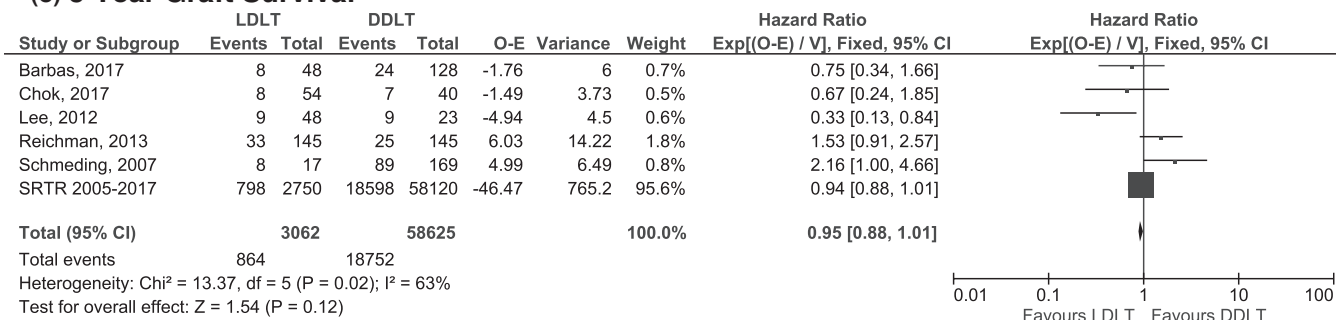 (c) 5-Year Graft Survival
LDLT DDLT Hazard Ratio Hazard Ratio
Study or Subgroup Events Total Events Total O-E Variance Weight Exp[(O-E) / V], Fixed, 95% CI Exp[(O-E) / V], Fixed, 95% CI
Barbas, 2017 8 48 24 128 -1.76 6 0.7% 0.75 [0.34, 1.66]
Chok, 2017 8 54 7 40 -1.49 3.73 0.5% 0.67 [0.24, 1.85]
Lee, 2012 9 48 9 23 -4.94 4.5 0.6% 0.33 [0.13, 0.84]
Reichman, 2013 33 145 25 145 6.03 14.22 1.8% 1.53 [0.91, 2.57]
Schmeding, 2007 8 17 89 169 4.99 6.49 0.8% 2.16 [1.00, 4.66]
SRTR 2005-2017 798 2750 18598 58120 -46.47 765.2 95.6% 0.94 [0.88, 1.01]
Total (95% CI) 3062 58625 100.0% 0.95 [0.88, 1.01]
Total events 864 18752
Heterogeneity: Chi² = 13.37, df = 5 (P = 0.02); I² = 63%
Test for overall effect: Z = 1.54 (P = 0.12)
0.01 0.1 1 10 100
Favours LDLT Favours DDLT